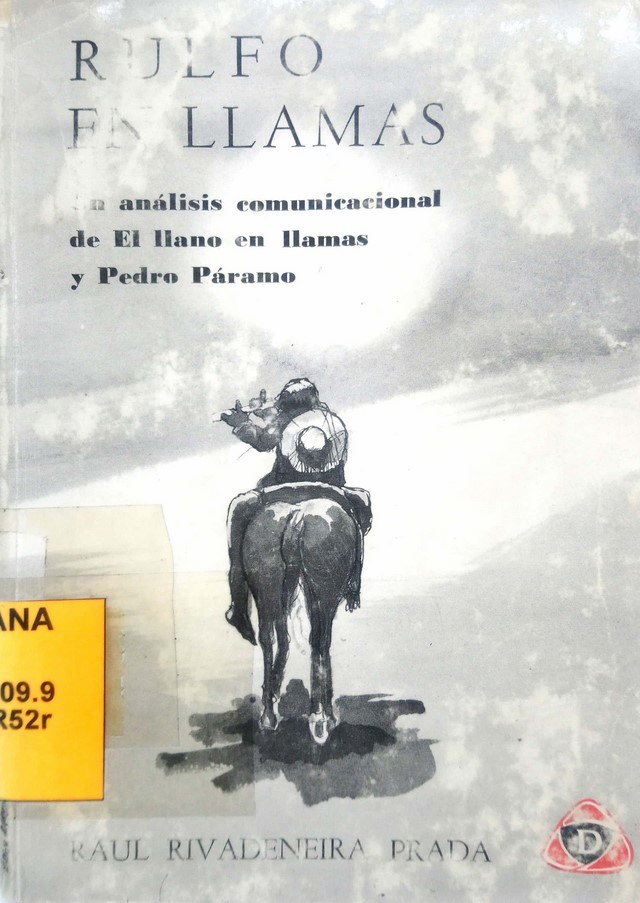 RULFO
EN LLAMAS
un análisis comunicacional
de El llano en llamas
y Pedro Páramo
ANA
09.9
R52r
RAUL RIVADENEIRA PRADA
D